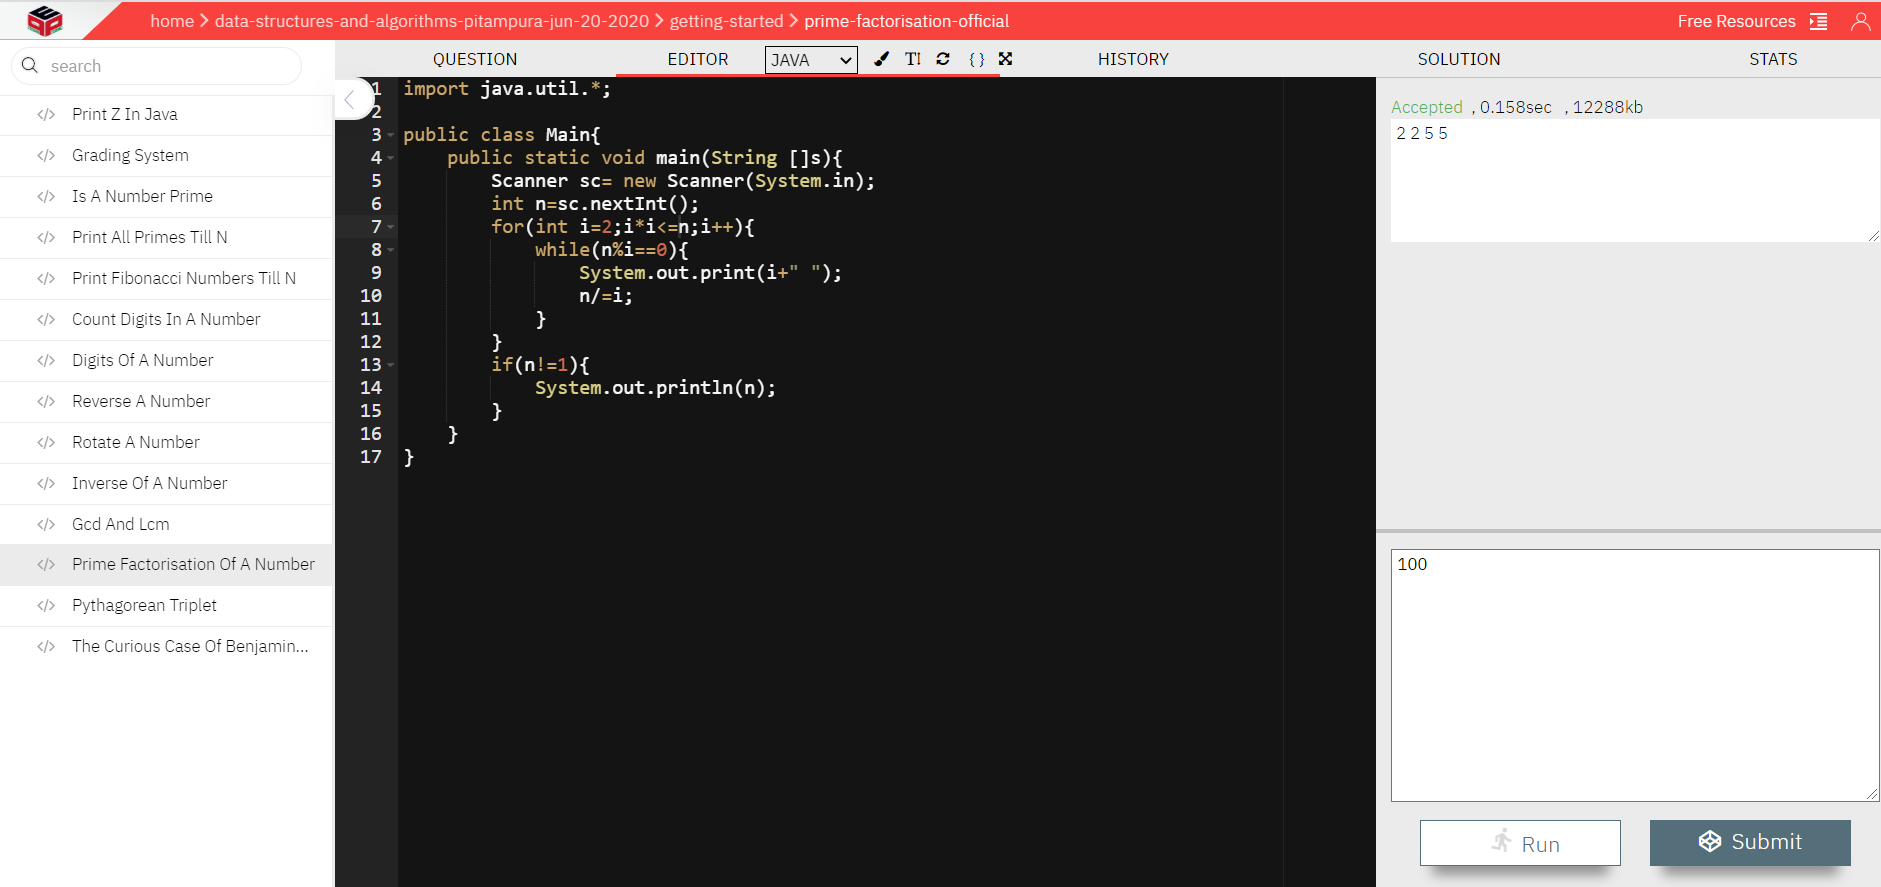 home > data-structures-and-algorithms-pitampura-jun-20-2020 > getting-started > prime-factorisation-official
Free Resources
search
</> Print Z In Java
</> Grading System
</> Is A Number Prime
</> Print All Primes Till N
</> Print Fibonacci Numbers Till N
</> Count Digits In A Number
</> Digits Of A Number
</> Reverse A Number
</> Rotate A Number
</> Inverse Of A Number
</> Gcd And Lcm
</> Prime Factorisation Of A Number
</> Pythagorean Triplet
</> The Curious Case Of Benjamin...
QUESTION EDITOR JAVA T! { } HISTORY SOLUTION STATS
1 import java.util.*;
2
3 public class Main{
4     public static void main(String []s){
5         Scanner sc= new Scanner(System.in);
6         int n=sc.nextInt();
7         for(int i=2;i*i<=n;i++){
8             while(n%i==0){
9                 System.out.print(i+" ");
10                 n/=i;
11             }
12         }
13         if(n!=1){
14             System.out.println(n);
15         }
16     }
17 }
Accepted , 0.158sec , 12288kb
2 2 5 5
100
Run
Submit